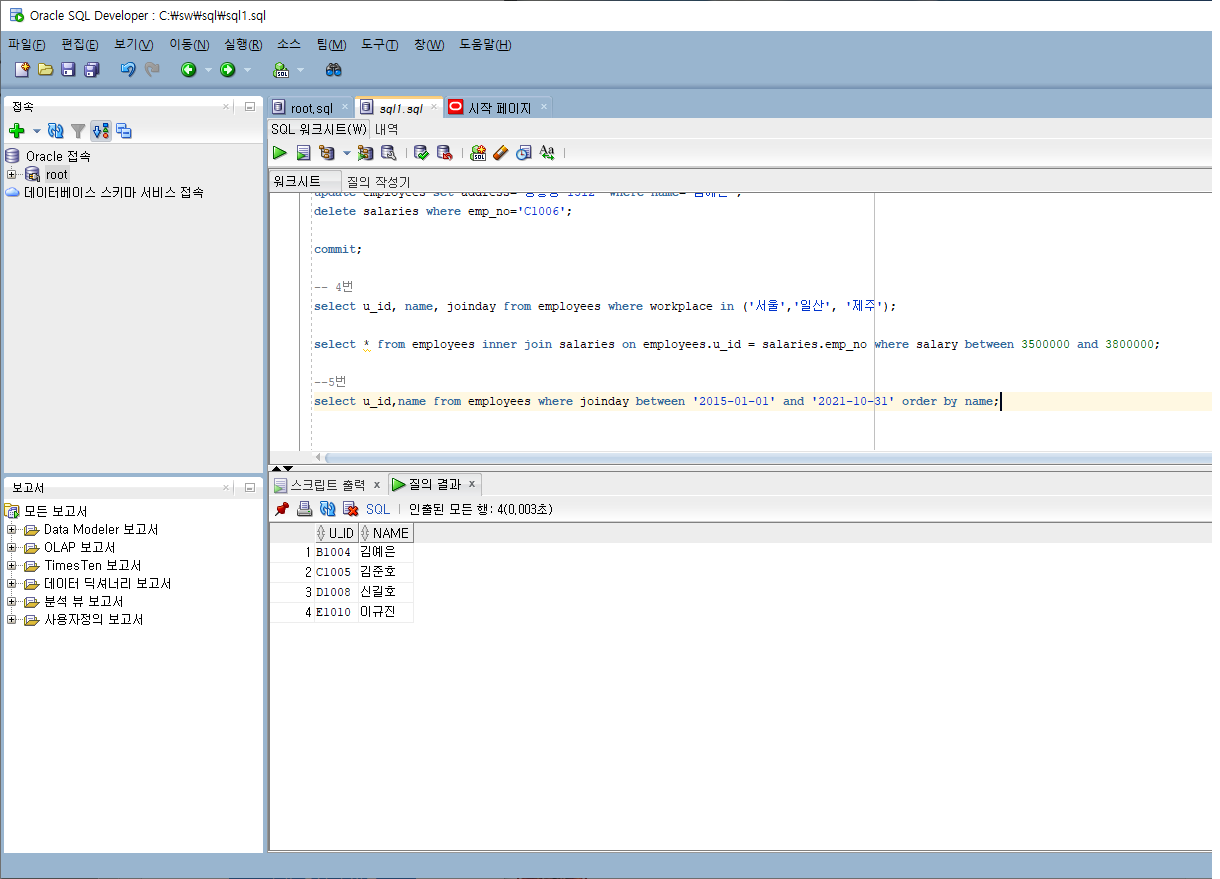 Oracle SQL Developer : C:₩sw₩sql₩sql1.sql
파일(F) 편집(E) 보기(V) 이동(N) 실행(R) 소스 팀(M) 도구(T) 창(W) 도움말(H)
접속
Oracle 접속
root
데이터베이스 스키마 서비스 접속
root.sql sql1.sql 시작 페이지
SQL 워크시트(W) 내역
워크시트 질의 작성기
update employees set address= where name=
delete salaries where emp_no='C1006';
commit;
-- 4번
select u_id, name, joinday from employees where workplace in ('서울','일산', '제주');
select * from employees inner join salaries on employees.u_id = salaries.emp_no where salary between 3500000 and 3800000;
--5번
select u_id,name from employees where joinday between '2015-01-01' and '2021-10-31' order by name;
보고서
모든 보고서
Data Modeler 보고서
OLAP 보고서
TimesTen 보고서
데이터 딕셔너리 보고서
분석 뷰 보고서
사용자정의 보고서
스크립트 출력 x 질의 결과 x
SQL | 인출된 모든 행: 4(0,003초)
U_ID NAME
1 B1004 김예은
2 C1005 김준호
3 D1008 신길호
4 E1010 이규진